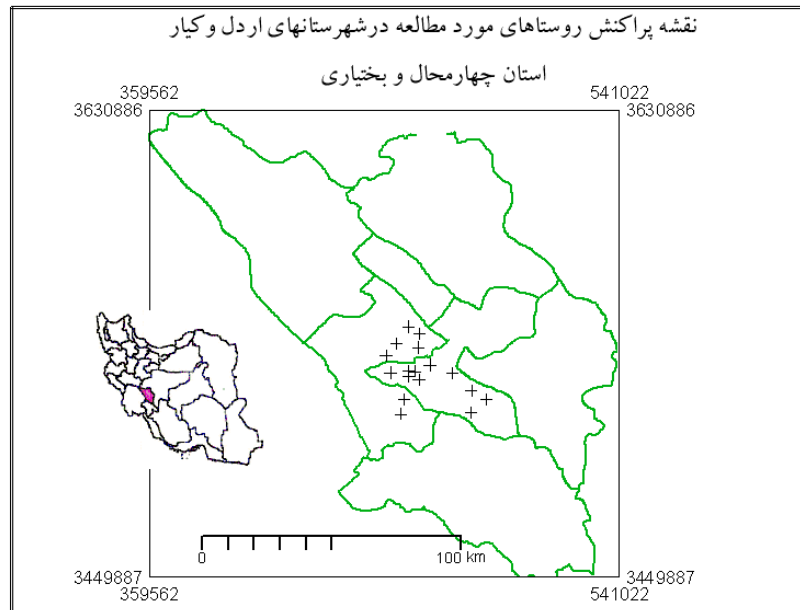 نقشه پراکنش روستاهای مورد مطالعه درشهرستانهای اردل وکیار
استان چهارمحال و بختیاری
359562 541022
3630886 3630886
0 100 km
3449887 3449887
359562 541022